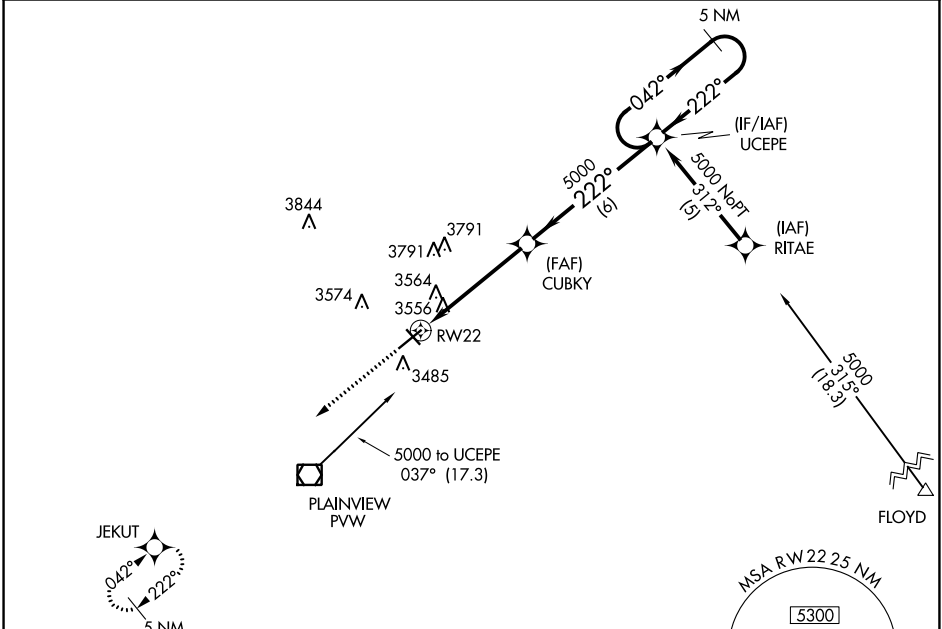 5 NM
042°
222°
(IF/IAF)
UCEPE
5000
222°
(6)
5000 NoPT
312°
(5)
(IAF)
RITAE
3844
3791
3791
(FAF)
CUBKY
3564
3574
3556
RW22
3485
5000
315°
(18.3)
5000 to UCEPE
037° (17.3)
PLAINVIEW
PVW
FLOYD
JEKUT
042°
222°
5 NM
MSA RW22 25 NM
5300